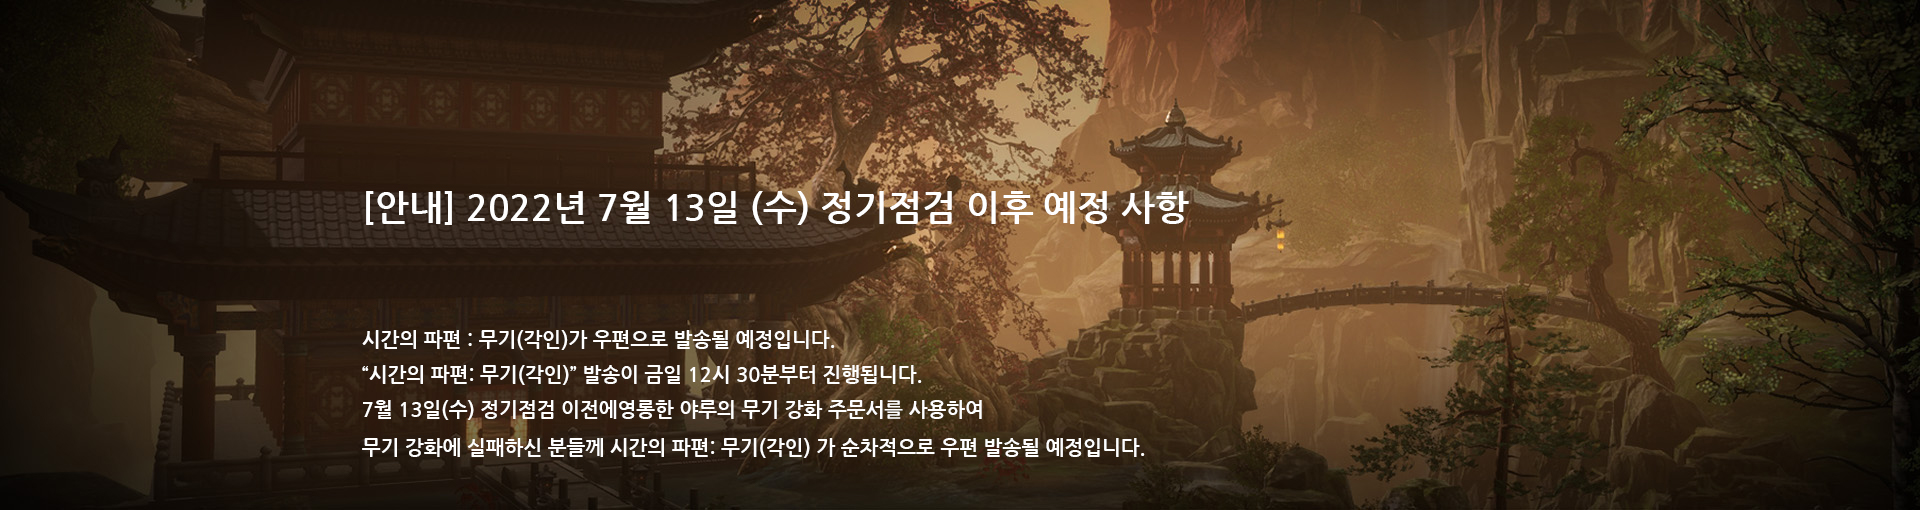 [안내] 2022년 7월 13일 (수) 정기점검 이후 예정 사항
시간의 파편 : 무기(각인)가 우편으로 발송될 예정입니다.
“시간의 파편: 무기(각인)” 발송이 금일 12시 30분부터 진행됩니다.
7월 13일(수) 정기점검 이전에영롱한 야루의 무기 강화 주문서를 사용하여
무기 강화에 실패하신 분들께 시간의 파편: 무기(각인) 가 순차적으로 우편 발송될 예정입니다.